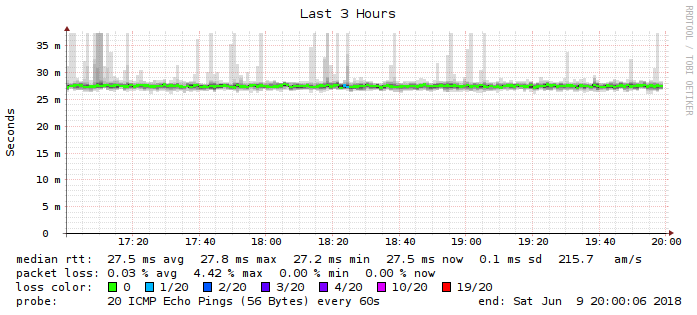 Last 3 Hours
RRDTOOL / TOBI OETIKER
Seconds
35 m
30 m
25 m
20 m
15 m
10 m
5 m
0
17:20 17:40 18:00 18:20 18:40 19:00 19:20 19:40 20:00
median rtt: 27.5 ms avg 27.8 ms max 27.2 ms min 27.5 ms now 0.1 ms sd 215.7 am/s
packet loss: 0.03 % avg 4.42 % max 0.00 % min 0.00 % now
loss color: 0 1/20 2/20 3/20 4/20 10/20 19/20
probe: 20 ICMP Echo Pings (56 Bytes) every 60s end: Sat Jun 9 20:00:06 2018